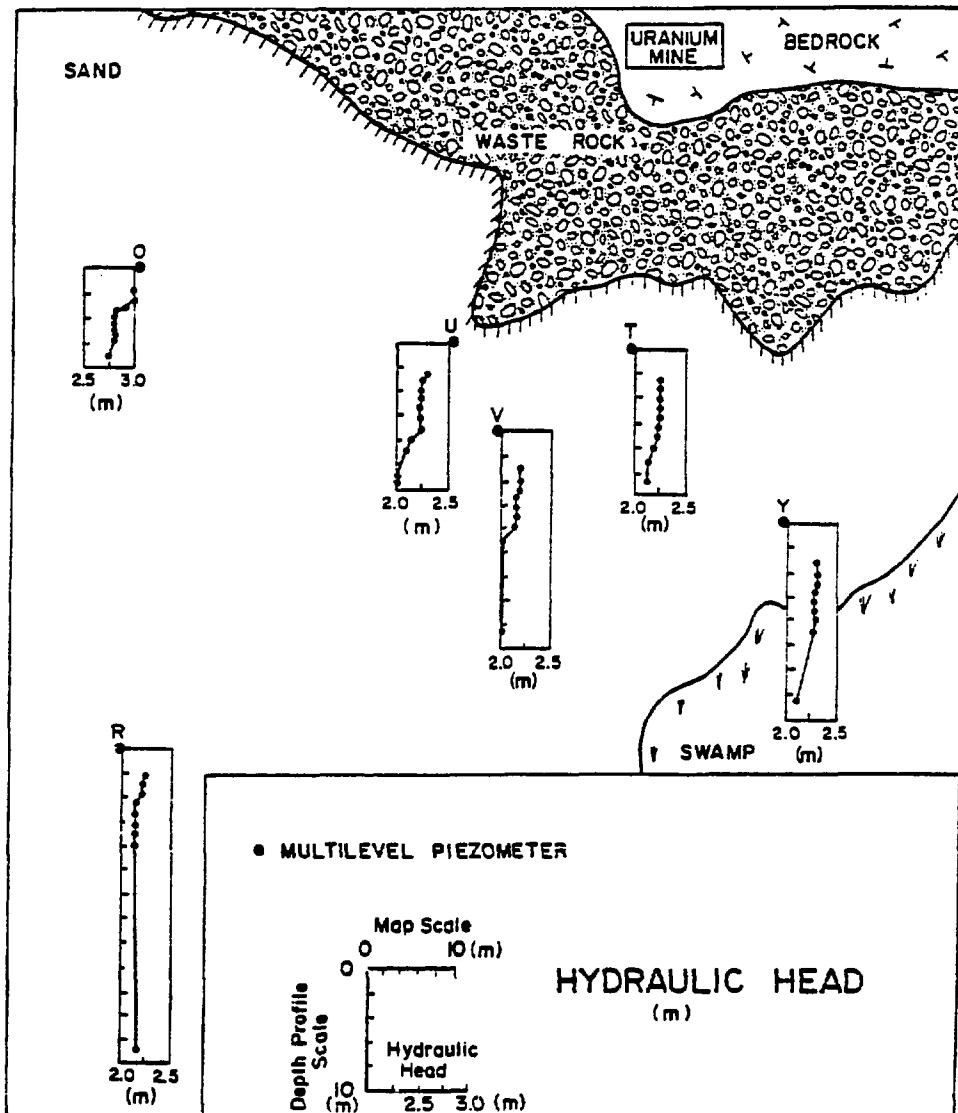 URANIUM
MINE
BEDROCK
SAND
WASTE ROCK
O
2.5 3.0
(m)
U
2.0 2.5
(m)
T
2.0 2.5
(m)
V
2.0 2.5
(m)
Y
2.0 2.5
(m)
SWAMP
R
2.0 2.5
(m)
MULTILEVEL PIEZOMETER
Map Scale
0 10 (m)
0
Depth Profile
Scale
10
(m)
Hydraulic
Head
2.5 3.0 (m)
HYDRAULIC HEAD
(m)